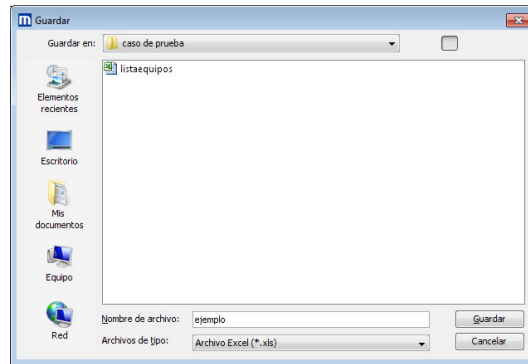 m Guardar
Guardar en: caso de prueba
listaequipos
Elementos
recientes
Escritorio
Mis
documentos
Equipo
Red
Nombre de archivo: ejemplo Guardar
Archivos de tipo: Archivo Excel (*.xls) Cancelar